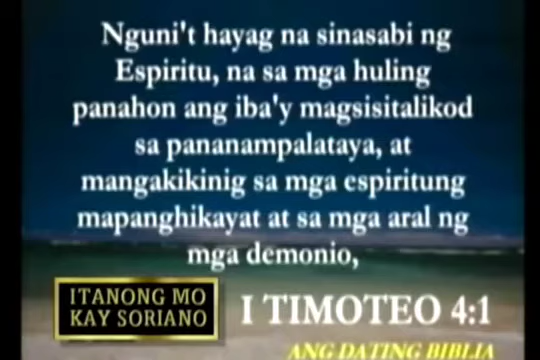 Nguni't hayag na sinasabi ng
Espiritu, na sa mga huling
panahon ang iba'y magsisitalikod
sa pananampalataya, at
mangakikinig sa mga espiritung
mapanghikayat at sa mga aral ng
mga demonio,
ITANONG MO
KAY SORIANO
I TIMOTEO 4:1
ANG DATING BIBLIA